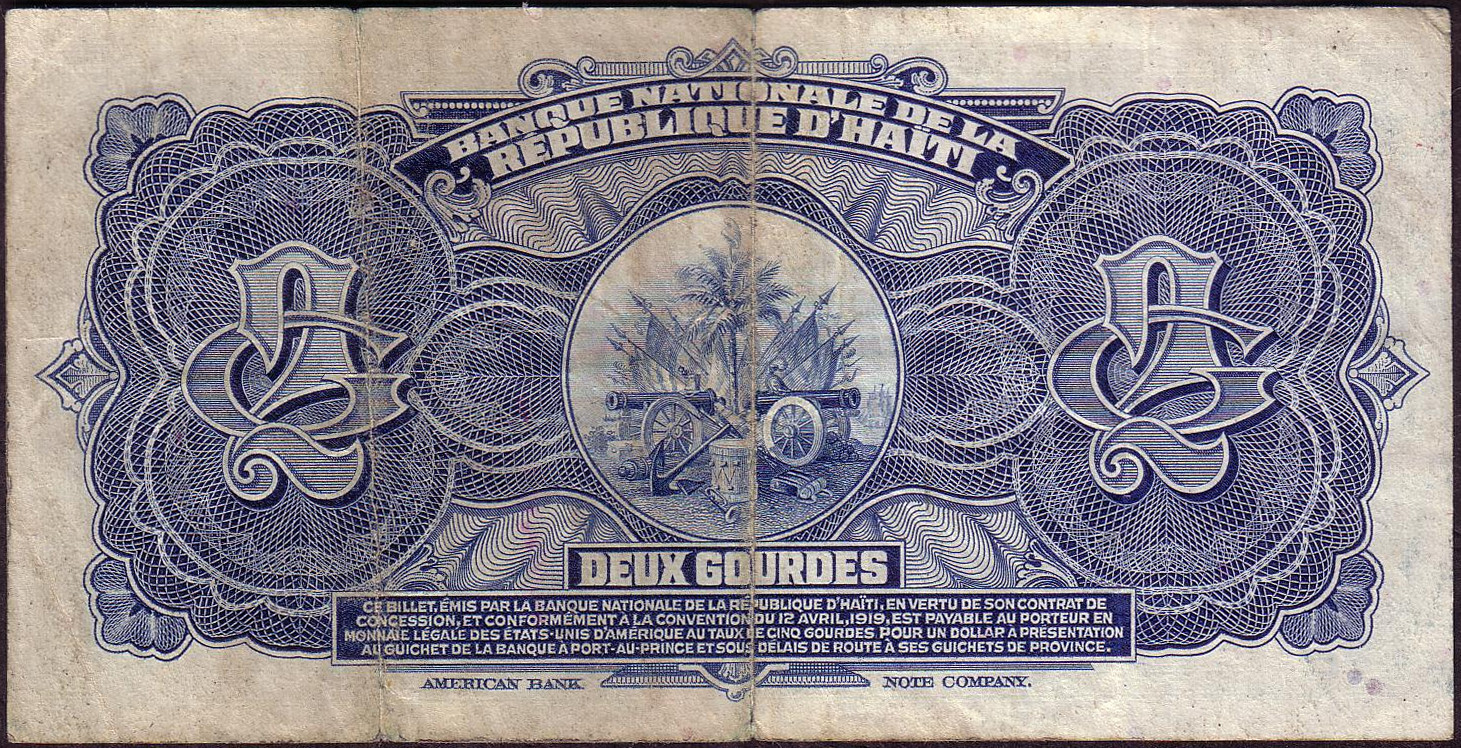 BANQUE NATIONALE DE LA
RÉPUBLIQUE D'HAÏTI
2
2
DEUX GOURDES
CE BILLET, ÉMIS PAR LA BANQUE NATIONALE DE LA RÉPUBLIQUE D'HAÏTI, EN VERTU DE SON CONTRAT DE
CONCESSION, ET CONFORMÉMENT À LA CONVENTION DU 12 AVRIL, 1919, EST PAYABLE AU PORTEUR EN
MONNAIE LÉGALE DES ÉTATS-UNIS D'AMÉRIQUE AU TAUX DE CINQ GOURDES POUR UN DOLLAR À PRÉSENTATION
AU GUICHET DE LA BANQUE À PORT-AU-PRINCE ET SOUS DÉLAIS DE ROUTE À SES GUICHETS DE PROVINCE.
AMERICAN BANK NOTE COMPANY.